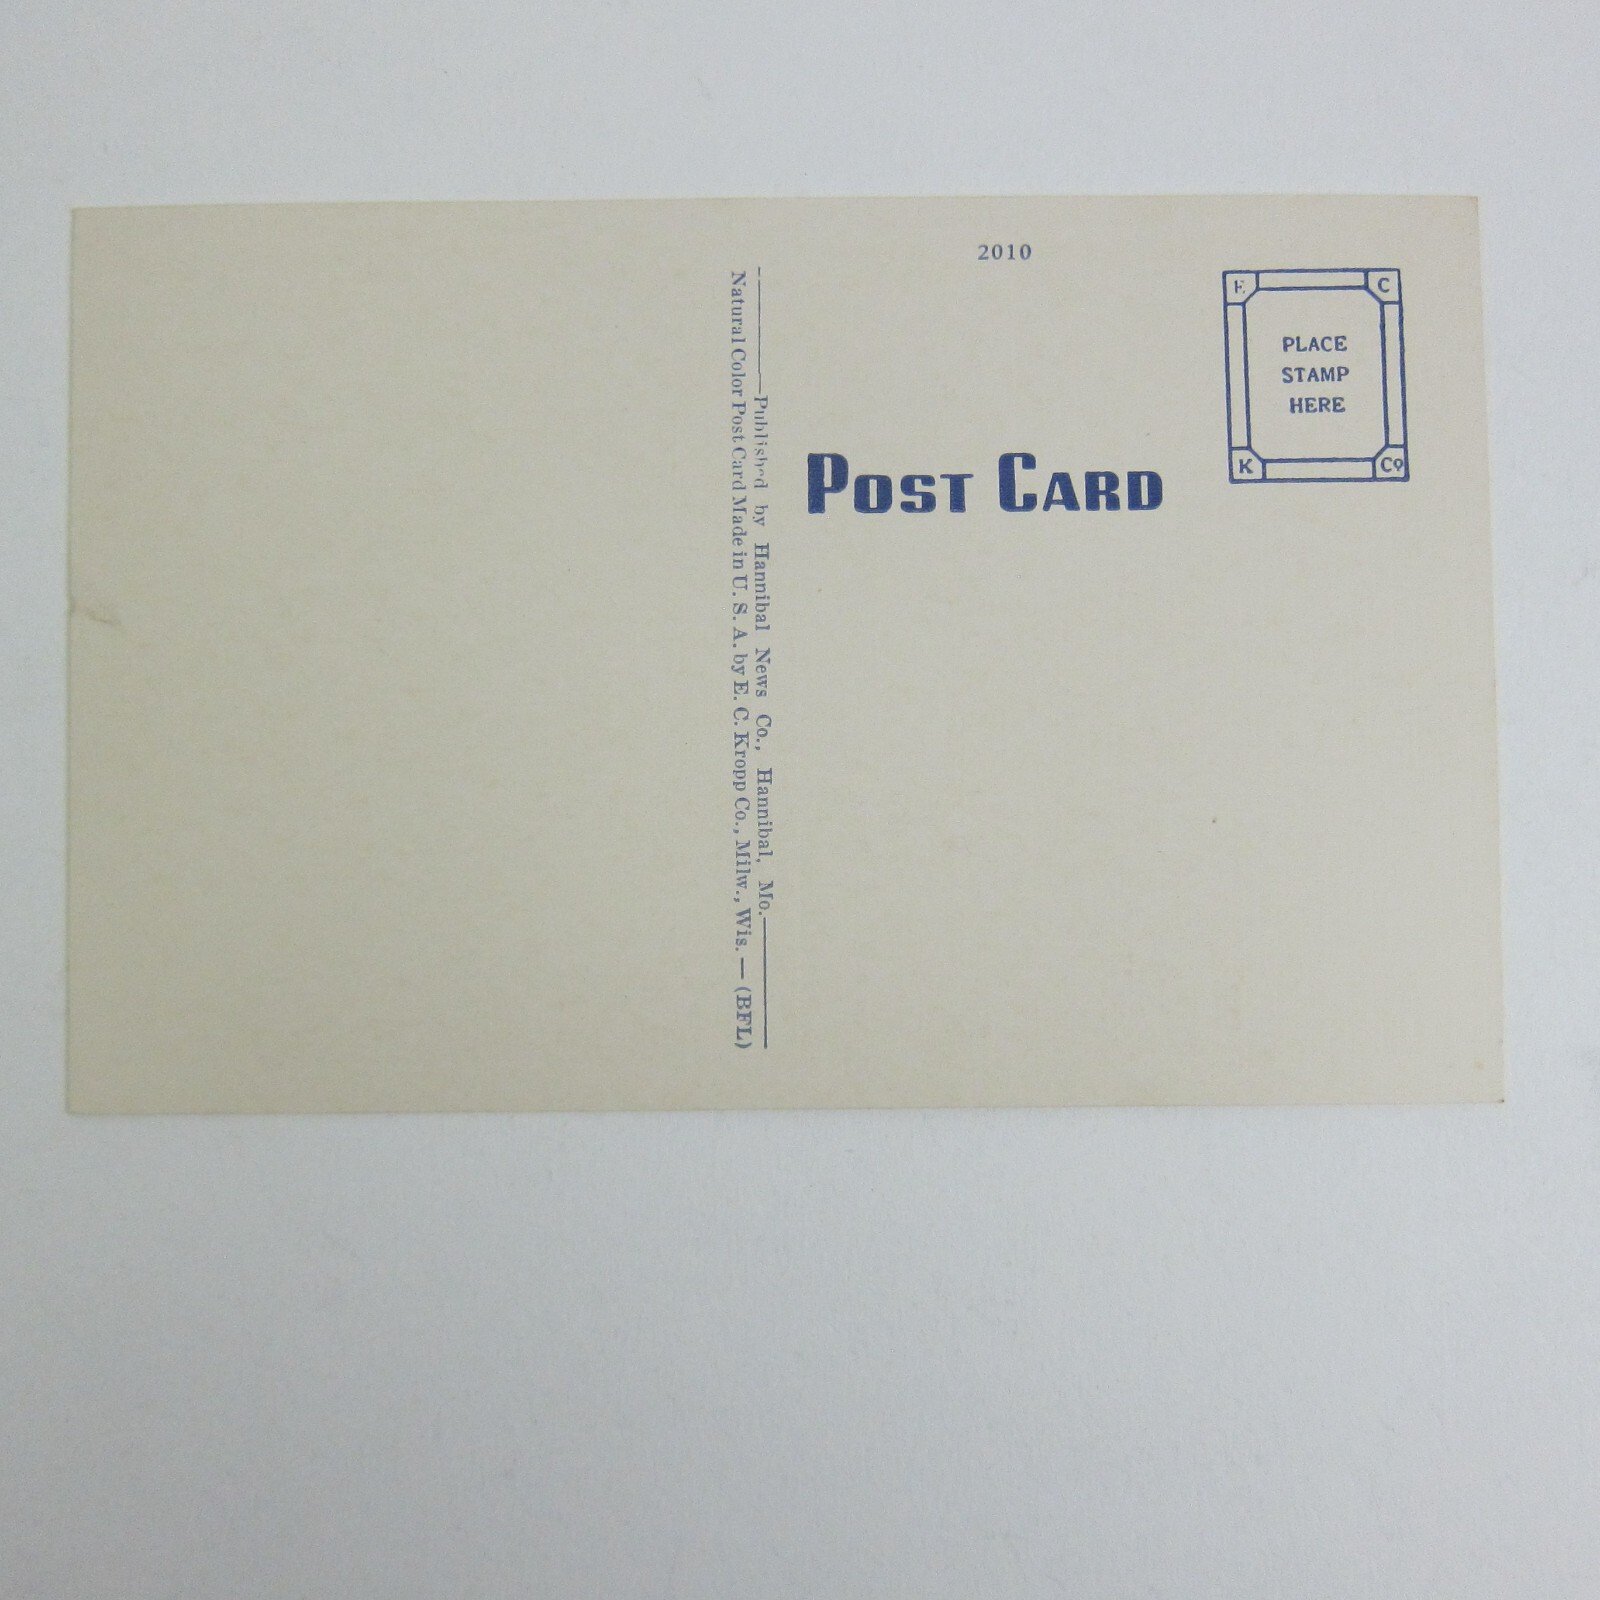 2010
E C
PLACE
STAMP
HERE
K Co
POST CARD
Published by Hannibal News Co., Hannibal, Mo.
Natural Color Post Card Made in U. S. A. by E. C. Kropp Co., Milw., Wis. — (BFL)